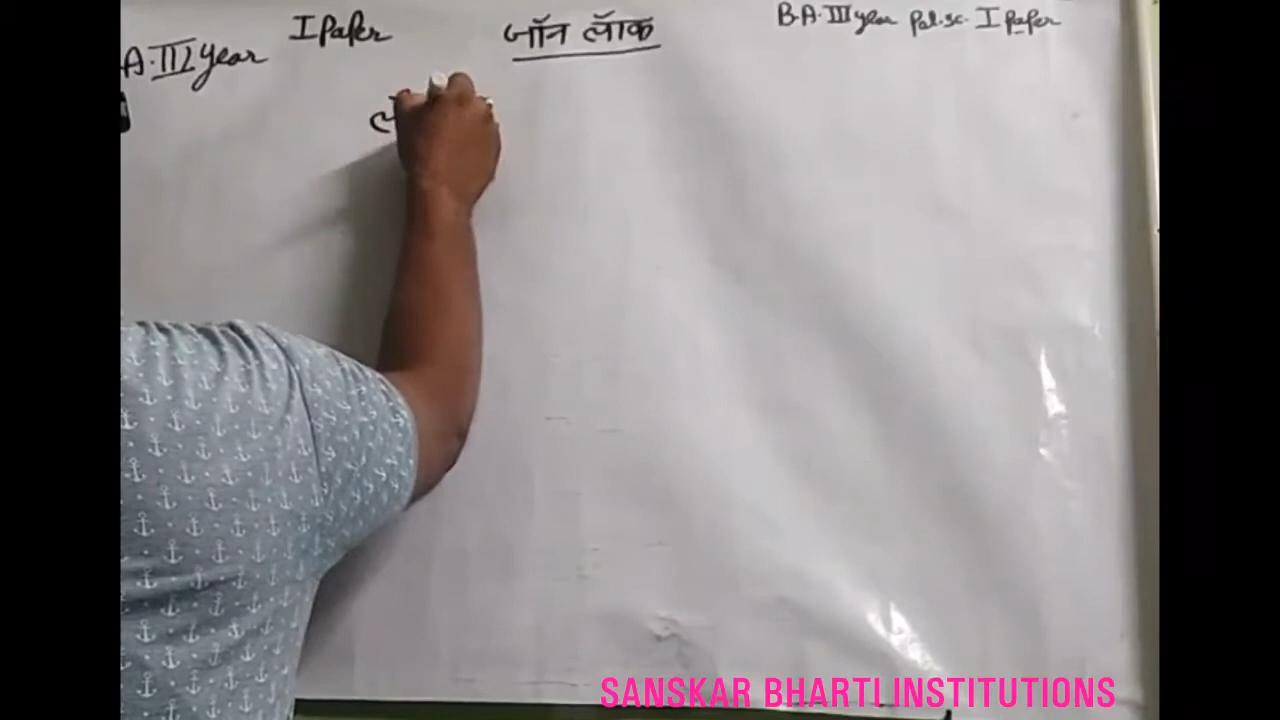 I Paper
A. III year
जॉन लॉक
B.A. III year Pol.sc. I Paper
SANSKAR BHARTI INSTITUTIONS